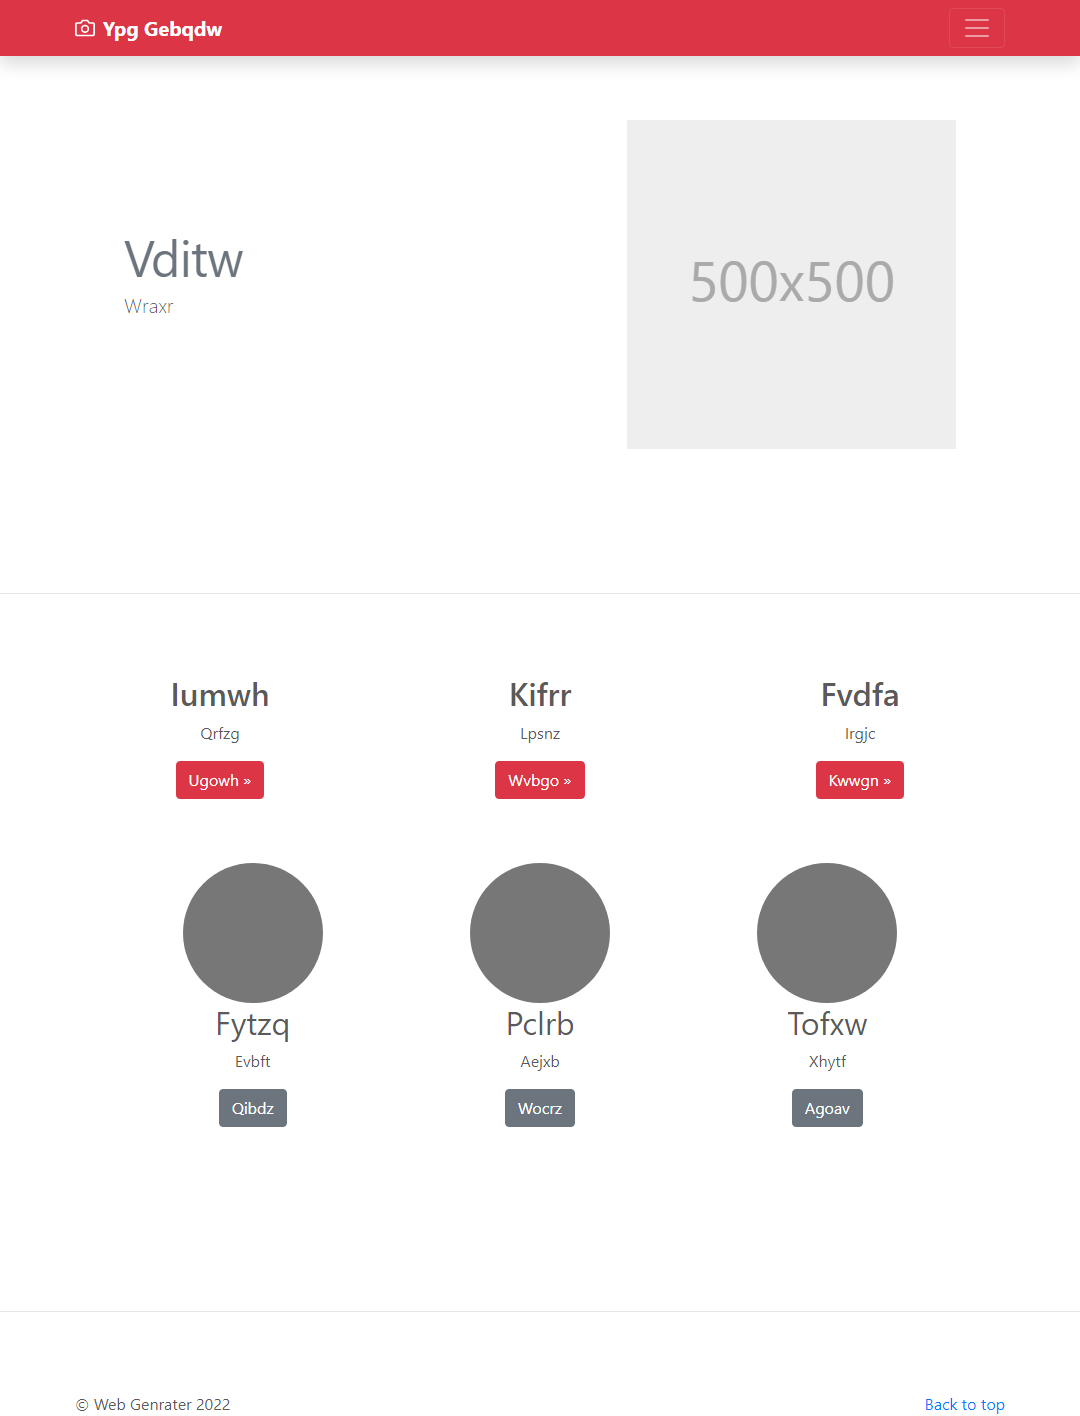 Ypg Gebqdw
Vditw
Wraxr
500x500
Iumwh
Kifrr
Fvdfa
Qrfzg
Lpsnz
Irgjc
Ugowh »
Wvbgo »
Kwwgn »
Fytzq
Pclrb
Tofxw
Evbft
Aejxb
Xhytf
Qibdz
Wocrz
Agoav
© Web Genrater 2022
Back to top